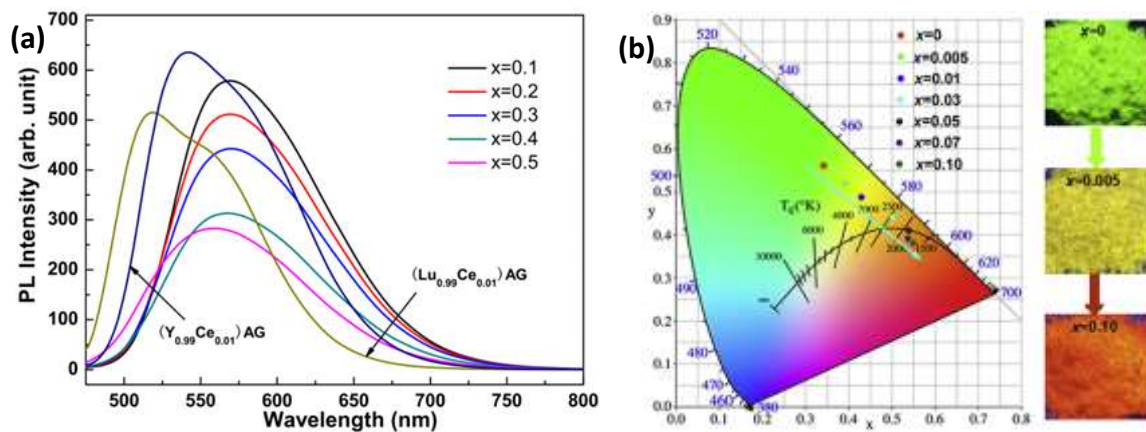 (a)
PL Intensity (arb. unit)
700
600
500
400
300
200
100
0
500 550 600 650 700 750 800
Wavelength (nm)
x=0.1
x=0.2
x=0.3
x=0.4
x=0.5
(Lu0.99Ce0.01)AG
(Y0.99Ce0.01)AG
(b)
0.9
0.8
0.7
0.6
0.5
0.4
0.3
0.2
0.1
0.0
y
0.0 0.1 0.2 0.3 0.4 0.5 0.6 0.7 0.8
x
520
540
560
580
600
620
700
500
490
480
470
460
380
Tc(°K)
10000
6000
4000
2500
2000
1500
∞
x=0
x=0.005
x=0.01
x=0.03
x=0.05
x=0.07
x=0.10
x=0
x=0.005
x=0.10